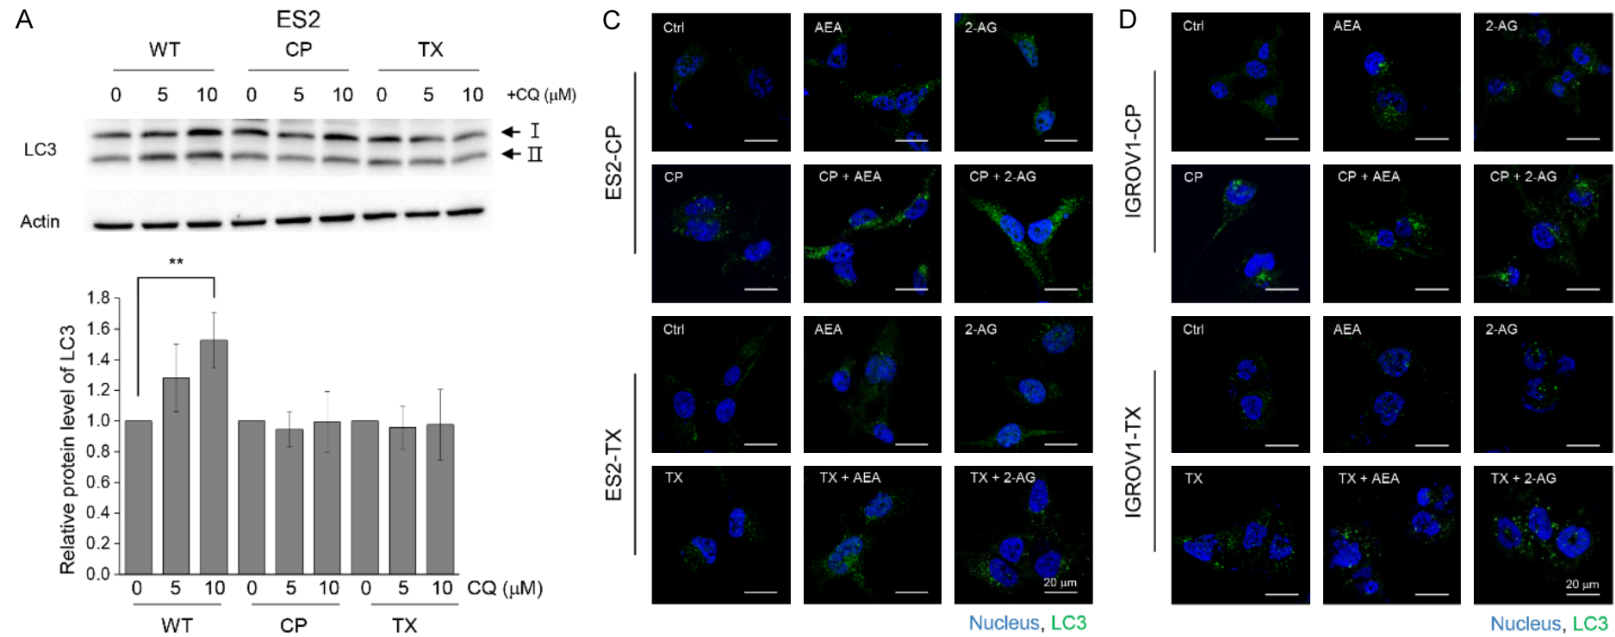 A
ES2
WT CP TX
0 5 10 0 5 10 0 5 10 +CQ (μM)
LC3
I
II
Actin
**
Relative protein level of LC3
1.8
1.6
1.4
1.2
1.0
0.8
0.6
0.4
0.2
0.0
0 5 10 0 5 10 0 5 10 CQ (μM)
WT CP TX
C
ES2-CP
Ctrl AEA 2-AG
CP CP + AEA CP + 2-AG
ES2-TX
Ctrl AEA 2-AG
TX TX + AEA TX + 2-AG
20 μm
Nucleus, LC3
D
IGROV1-CP
Ctrl AEA 2-AG
CP CP + AEA CP + 2-AG
IGROV1-TX
Ctrl AEA 2-AG
TX TX + AEA TX + 2-AG
20 μm
Nucleus, LC3